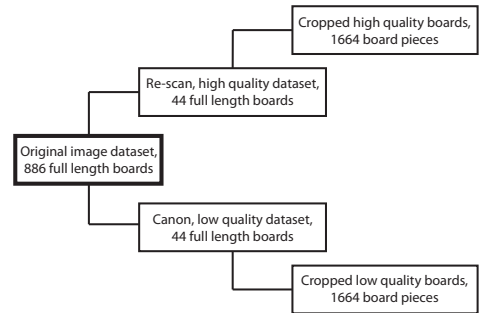 Cropped high quality boards,
1664 board pieces
Re-scan, high quality dataset,
44 full length boards
Original image dataset,
886 full length boards
Canon, low quality dataset,
44 full length boards
Cropped low quality boards,
1664 board pieces